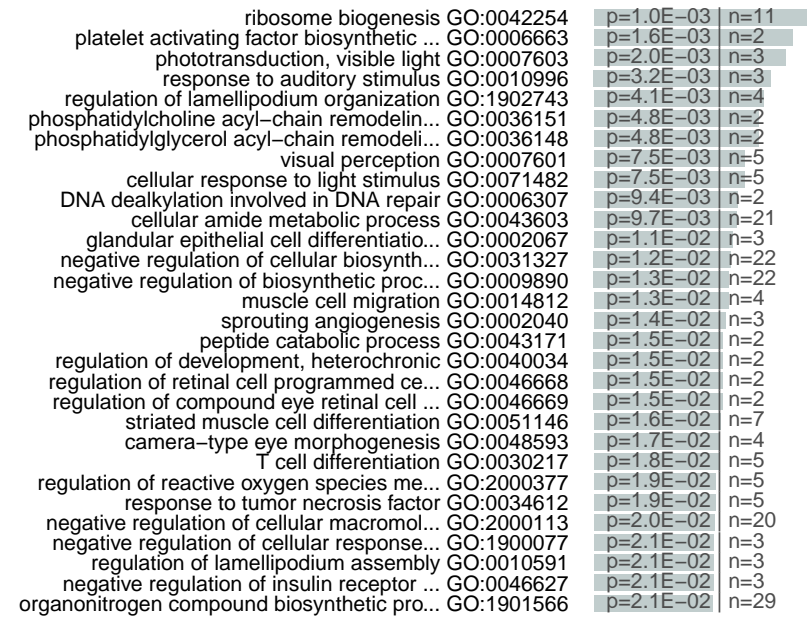 ribosome biogenesis GO:0042254 p=1.0E−03 n=11
platelet activating factor biosynthetic ... GO:0006663 p=1.6E−03 n=2
phototransduction, visible light GO:0007603 p=2.0E−03 n=3
response to auditory stimulus GO:0010996 p=3.2E−03 n=3
regulation of lamellipodium organization GO:1902743 p=4.1E−03 n=4
phosphatidylcholine acyl−chain remodelin... GO:0036151 p=4.8E−03 n=2
phosphatidylglycerol acyl−chain remodeli... GO:0036148 p=4.8E−03 n=2
visual perception GO:0007601 p=7.5E−03 n=5
cellular response to light stimulus GO:0071482 p=7.5E−03 n=5
DNA dealkylation involved in DNA repair GO:0006307 p=9.4E−03 n=2
cellular amide metabolic process GO:0043603 p=9.7E−03 n=21
glandular epithelial cell differentiatio... GO:0002067 p=1.1E−02 n=3
negative regulation of cellular biosynth... GO:0031327 p=1.2E−02 n=22
negative regulation of biosynthetic proc... GO:0009890 p=1.3E−02 n=22
muscle cell migration GO:0014812 p=1.3E−02 n=4
sprouting angiogenesis GO:0002040 p=1.4E−02 n=3
peptide catabolic process GO:0043171 p=1.5E−02 n=2
regulation of development, heterochronic GO:0040034 p=1.5E−02 n=2
regulation of retinal cell programmed ce... GO:0046668 p=1.5E−02 n=2
regulation of compound eye retinal cell ... GO:0046669 p=1.5E−02 n=2
striated muscle cell differentiation GO:0051146 p=1.6E−02 n=7
camera−type eye morphogenesis GO:0048593 p=1.7E−02 n=4
T cell differentiation GO:0030217 p=1.8E−02 n=5
regulation of reactive oxygen species me... GO:2000377 p=1.9E−02 n=5
response to tumor necrosis factor GO:0034612 p=1.9E−02 n=5
negative regulation of cellular macromol... GO:2000113 p=2.0E−02 n=20
negative regulation of cellular response... GO:1900077 p=2.1E−02 n=3
regulation of lamellipodium assembly GO:0010591 p=2.1E−02 n=3
negative regulation of insulin receptor ... GO:0046627 p=2.1E−02 n=3
organonitrogen compound biosynthetic pro... GO:1901566 p=2.1E−02 n=29